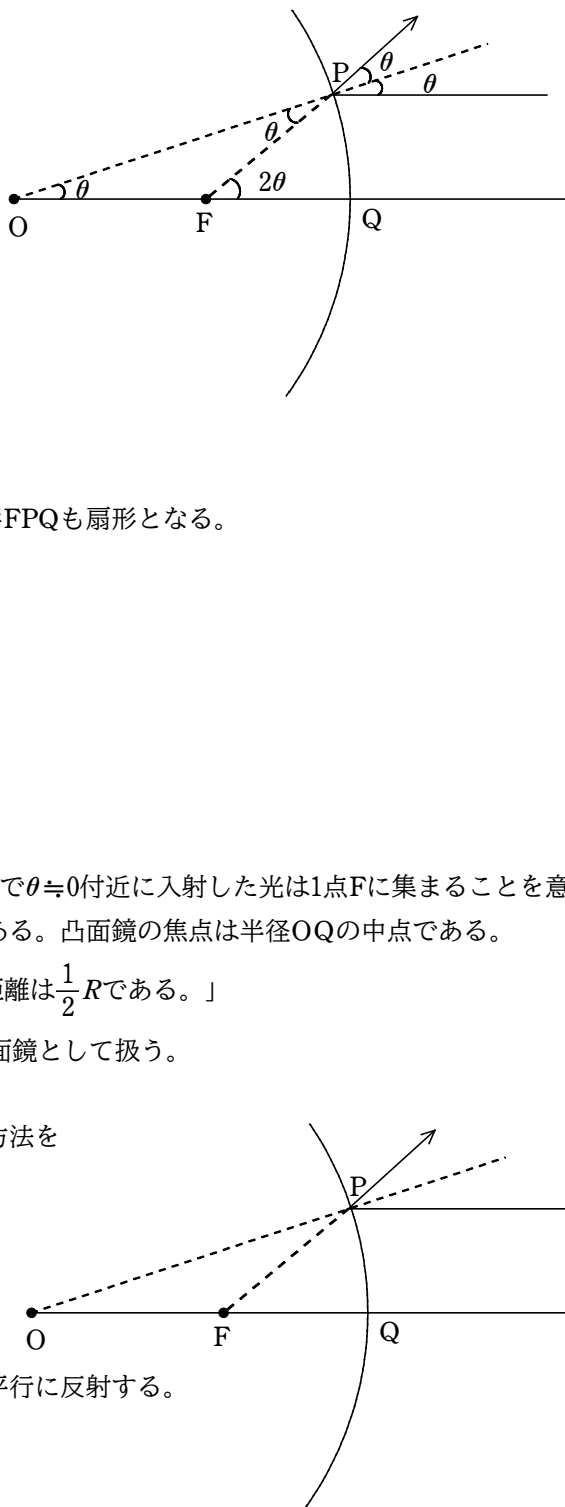 P
θ
θ
θ
θ
2θ
O
F
Q
FPQも扇形となる。
でθ≒0付近に入射した光は1点Fに集まることを意
ある。凸面鏡の焦点は半径OQの中点である。
距離は1/2 Rである。」
面鏡として扱う。
方法を
P
O
F
Q
平行に反射する。